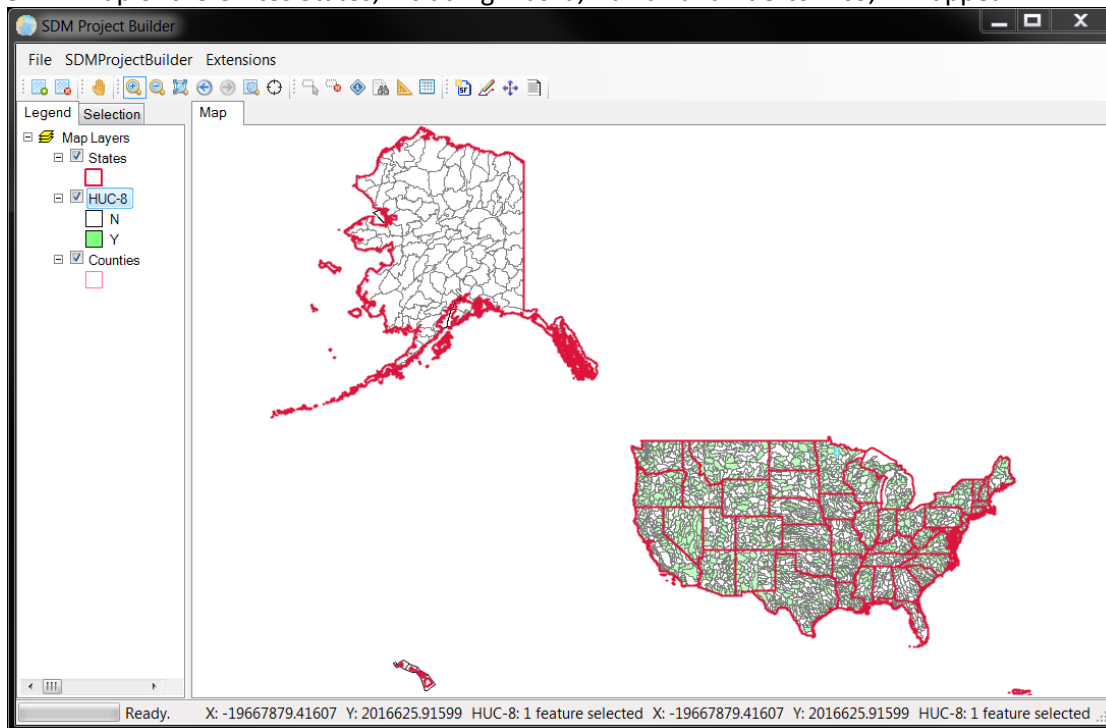 SDM Project Builder
File SDMProjectBuilder Extensions
Legend Selection Map
Map Layers
States
HUC-8
N
Y
Counties
Ready. X: -19667879.41607 Y: 2016625.91599 HUC-8: 1 feature selected X: -19667879.41607 Y: 2016625.91599 HUC-8: 1 feature selected